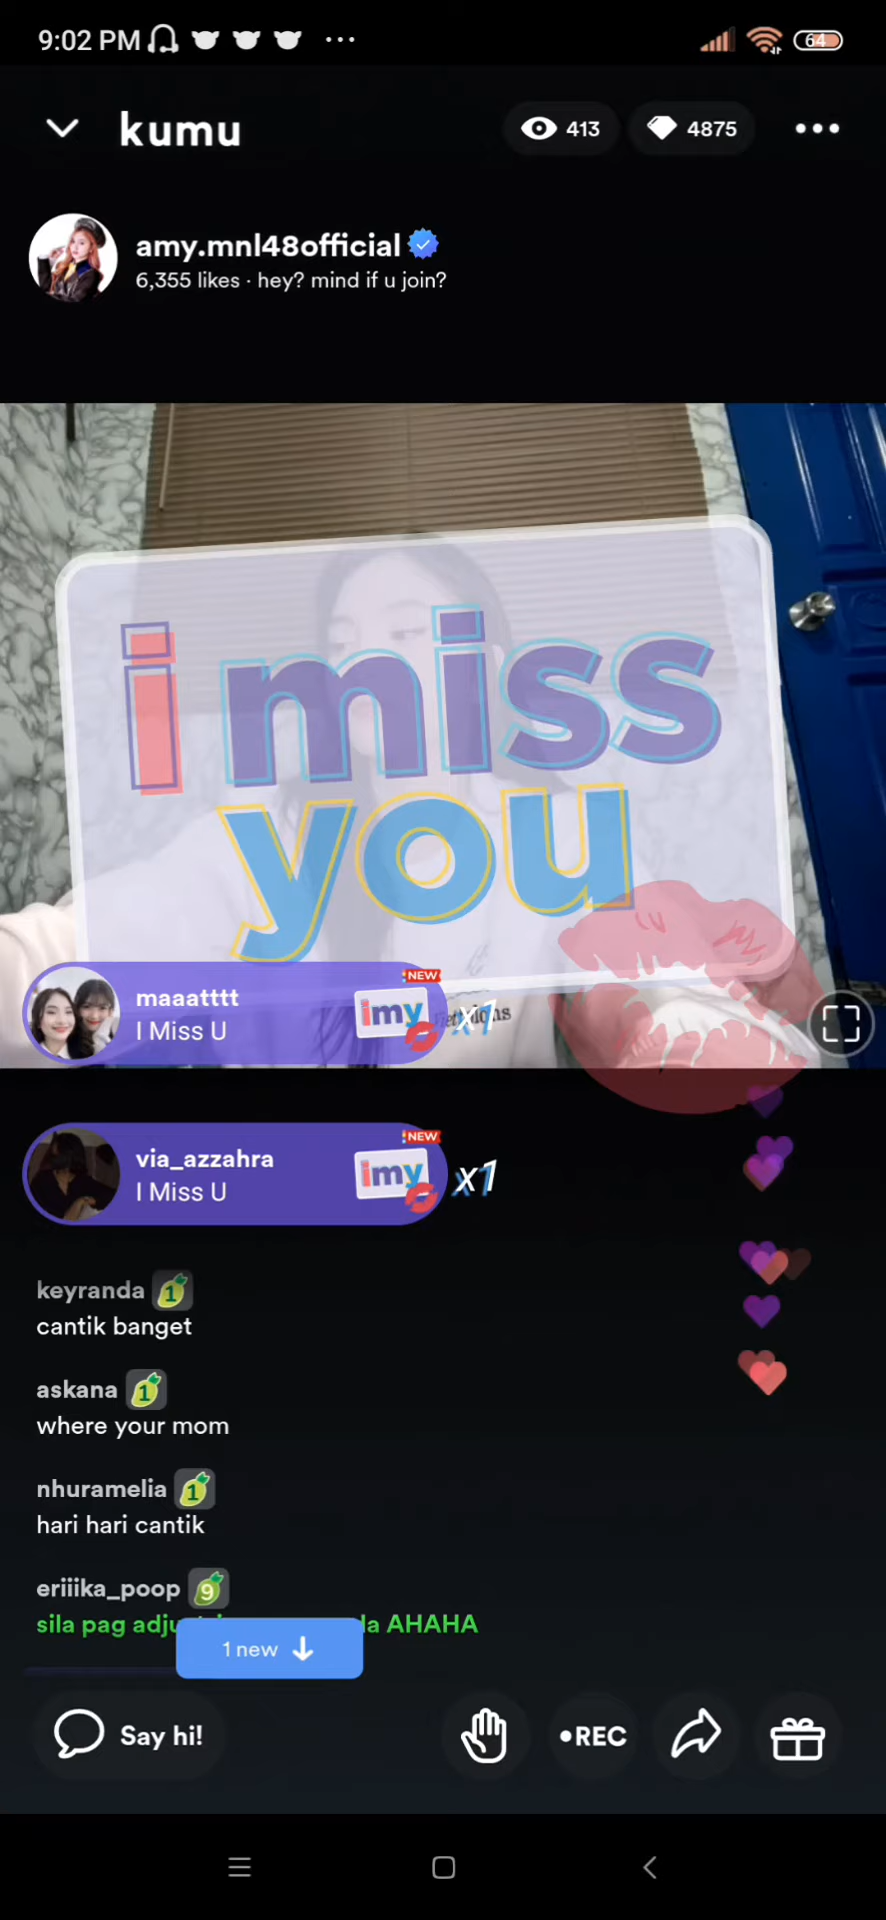 9:02 PM
64
kumu
413
4875
amy.mnl48official
6,355 likes · hey? mind if u join?
i miss
you
NEW
maaatttt
I Miss U
imy
x1
NEW
via_azzahra
I Miss U
imy
x1
keyranda 1
cantik banget
askana 1
where your mom
nhuramelia 1
hari hari cantik
eriiika_poop 9
sila pag AHAHA
1 new
Say hi!
•REC